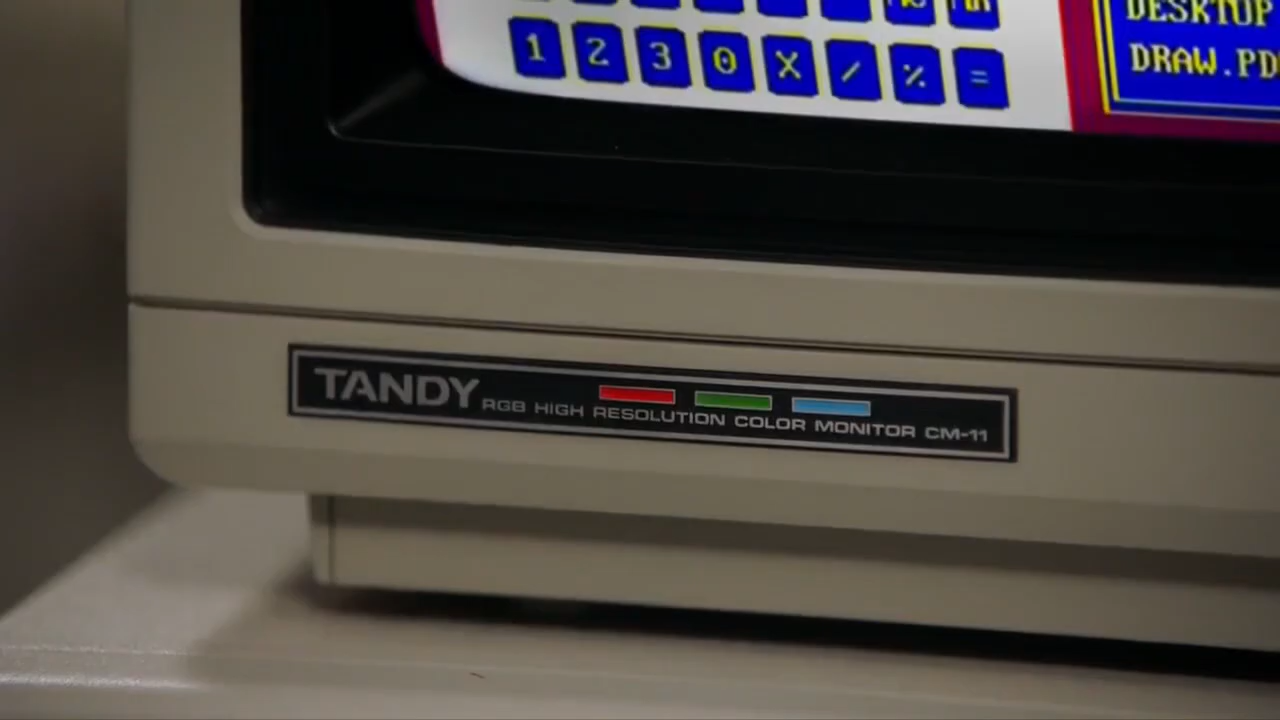 DESKTOP
1 2 3 0 X / % =
DRAW.PD
TANDY RGB HIGH RESOLUTION COLOR MONITOR CM-11